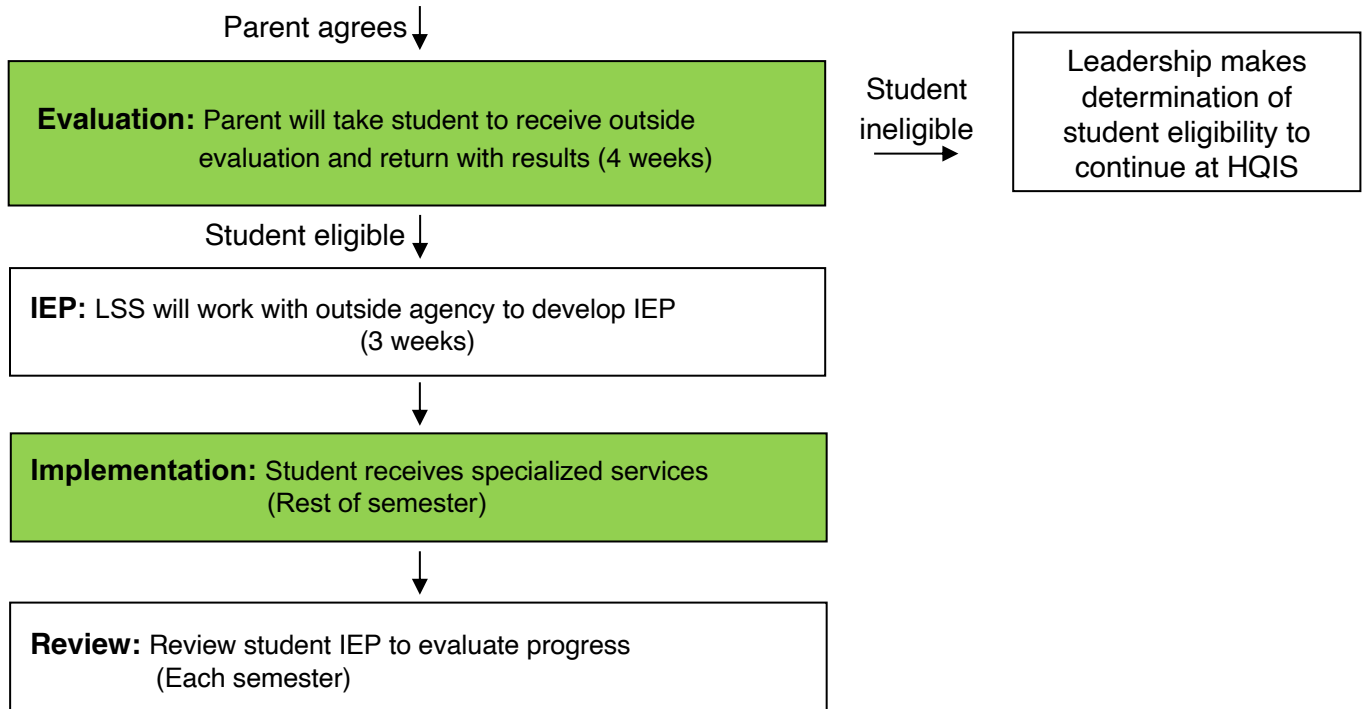 Parent agrees
Evaluation: Parent will take student to receive outside
evaluation and return with results (4 weeks)
Student
ineligible
Leadership makes
determination of
student eligibility to
continue at HQIS
Student eligible
IEP: LSS will work with outside agency to develop IEP
(3 weeks)
Implementation: Student receives specialized services
(Rest of semester)
Review: Review student IEP to evaluate progress
(Each semester)